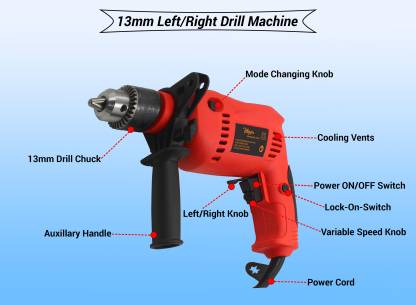 13mm Left/Right Drill Machine
Mode Changing Knob
Cooling Vents
13mm Drill Chuck
Power ON/OFF Switch
Lock-On-Switch
Left/Right Knob
Auxillary Handle
Variable Speed Knob
Power Cord